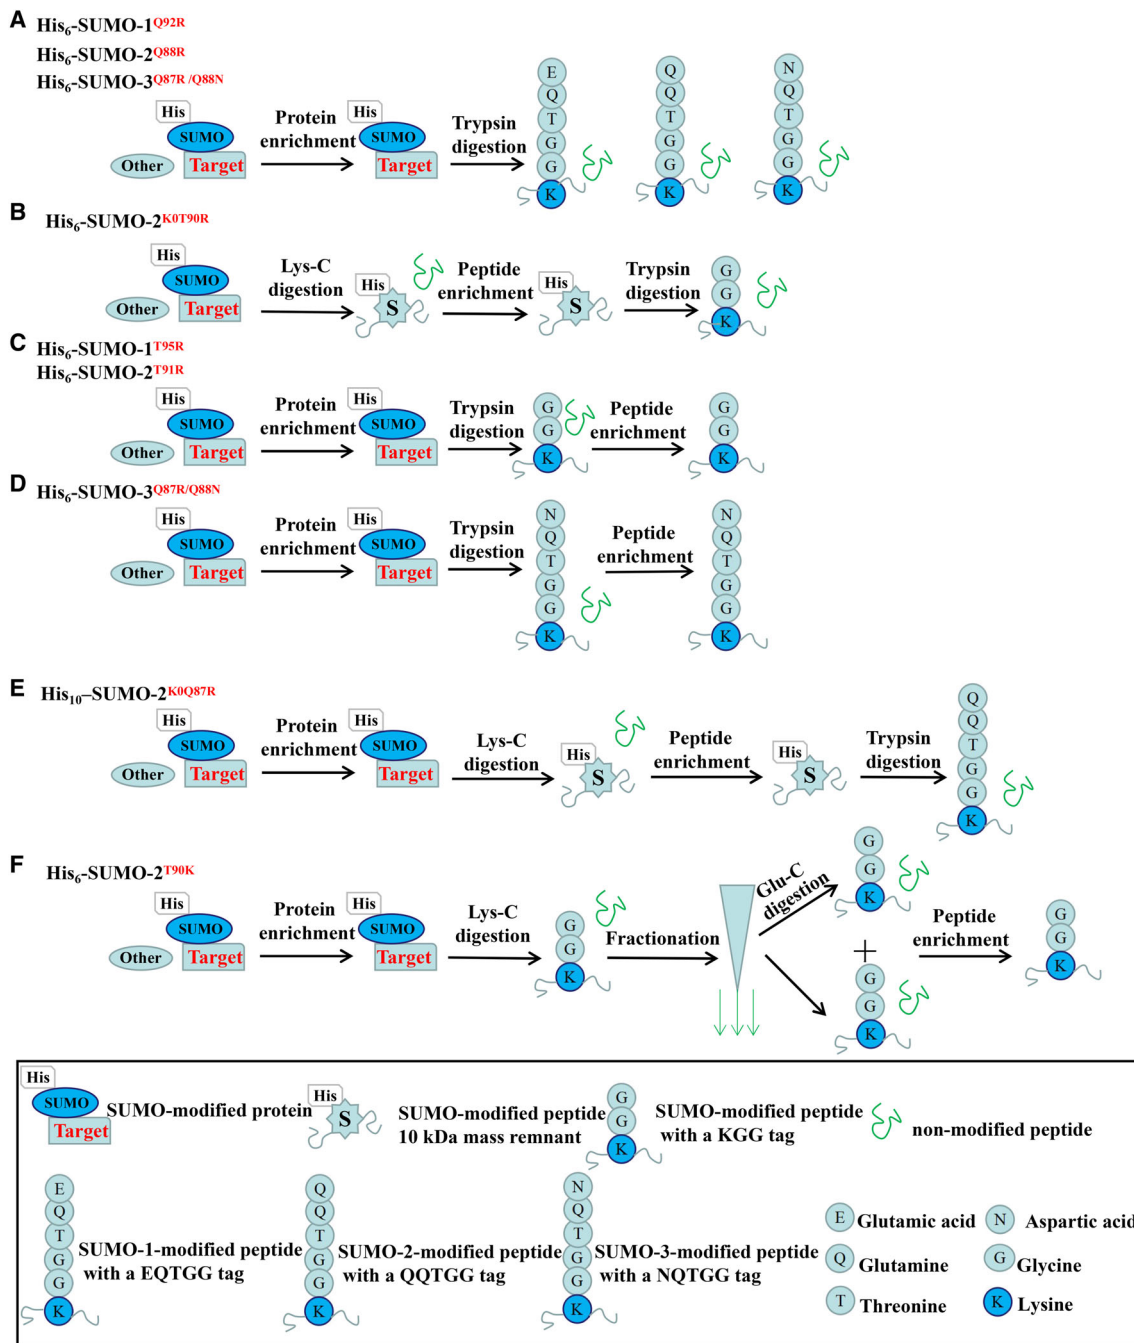 A
His6-SUMO-1Q92R
His6-SUMO-2Q88R
His6-SUMO-3Q87R /Q88N
His
SUMO
Other
Target
Protein
enrichment
His
SUMO
Target
Trypsin
digestion
E
Q
T
G
G
K
Q
Q
T
G
G
K
N
Q
T
G
G
K
B
His6-SUMO-2K0T90R
His
SUMO
Other
Target
Lys-C
digestion
His
S
Peptide
enrichment
His
S
Trypsin
digestion
G
G
K
C
His6-SUMO-1T95R
His6-SUMO-2T91R
His
SUMO
Other
Target
Protein
enrichment
His
SUMO
Target
Trypsin
digestion
G
G
K
Peptide
enrichment
G
G
K
D
His6-SUMO-3Q87R/Q88N
His
SUMO
Other
Target
Protein
enrichment
His
SUMO
Target
Trypsin
digestion
N
Q
T
G
G
K
Peptide
enrichment
N
Q
T
G
G
K
E
His10–SUMO-2K0Q87R
His
SUMO
Other
Target
Protein
enrichment
His
SUMO
Target
Lys-C
digestion
His
S
Peptide
enrichment
His
S
Trypsin
digestion
Q
Q
T
G
G
K
F
His6-SUMO-2T90K
His
SUMO
Other
Target
Protein
enrichment
His
SUMO
Target
Lys-C
digestion
G
G
K
Fractionation
Glu-C
digestion
G
G
K
+
G
G
K
Peptide
enrichment
G
G
K
His
SUMO
Target
SUMO-modified protein
His
S
SUMO-modified peptide
10 kDa mass remnant
G
G
K
SUMO-modified peptide
with a KGG tag
non-modified peptide
E
Q
T
G
G
K
SUMO-1-modified peptide
with a EQTGG tag
Q
Q
T
G
G
K
SUMO-2-modified peptide
with a QQTGG tag
N
Q
T
G
G
K
SUMO-3-modified peptide
with a NQTGG tag
E Glutamic acid
N Aspartic acid
Q Glutamine
G Glycine
T Threonine
K Lysine